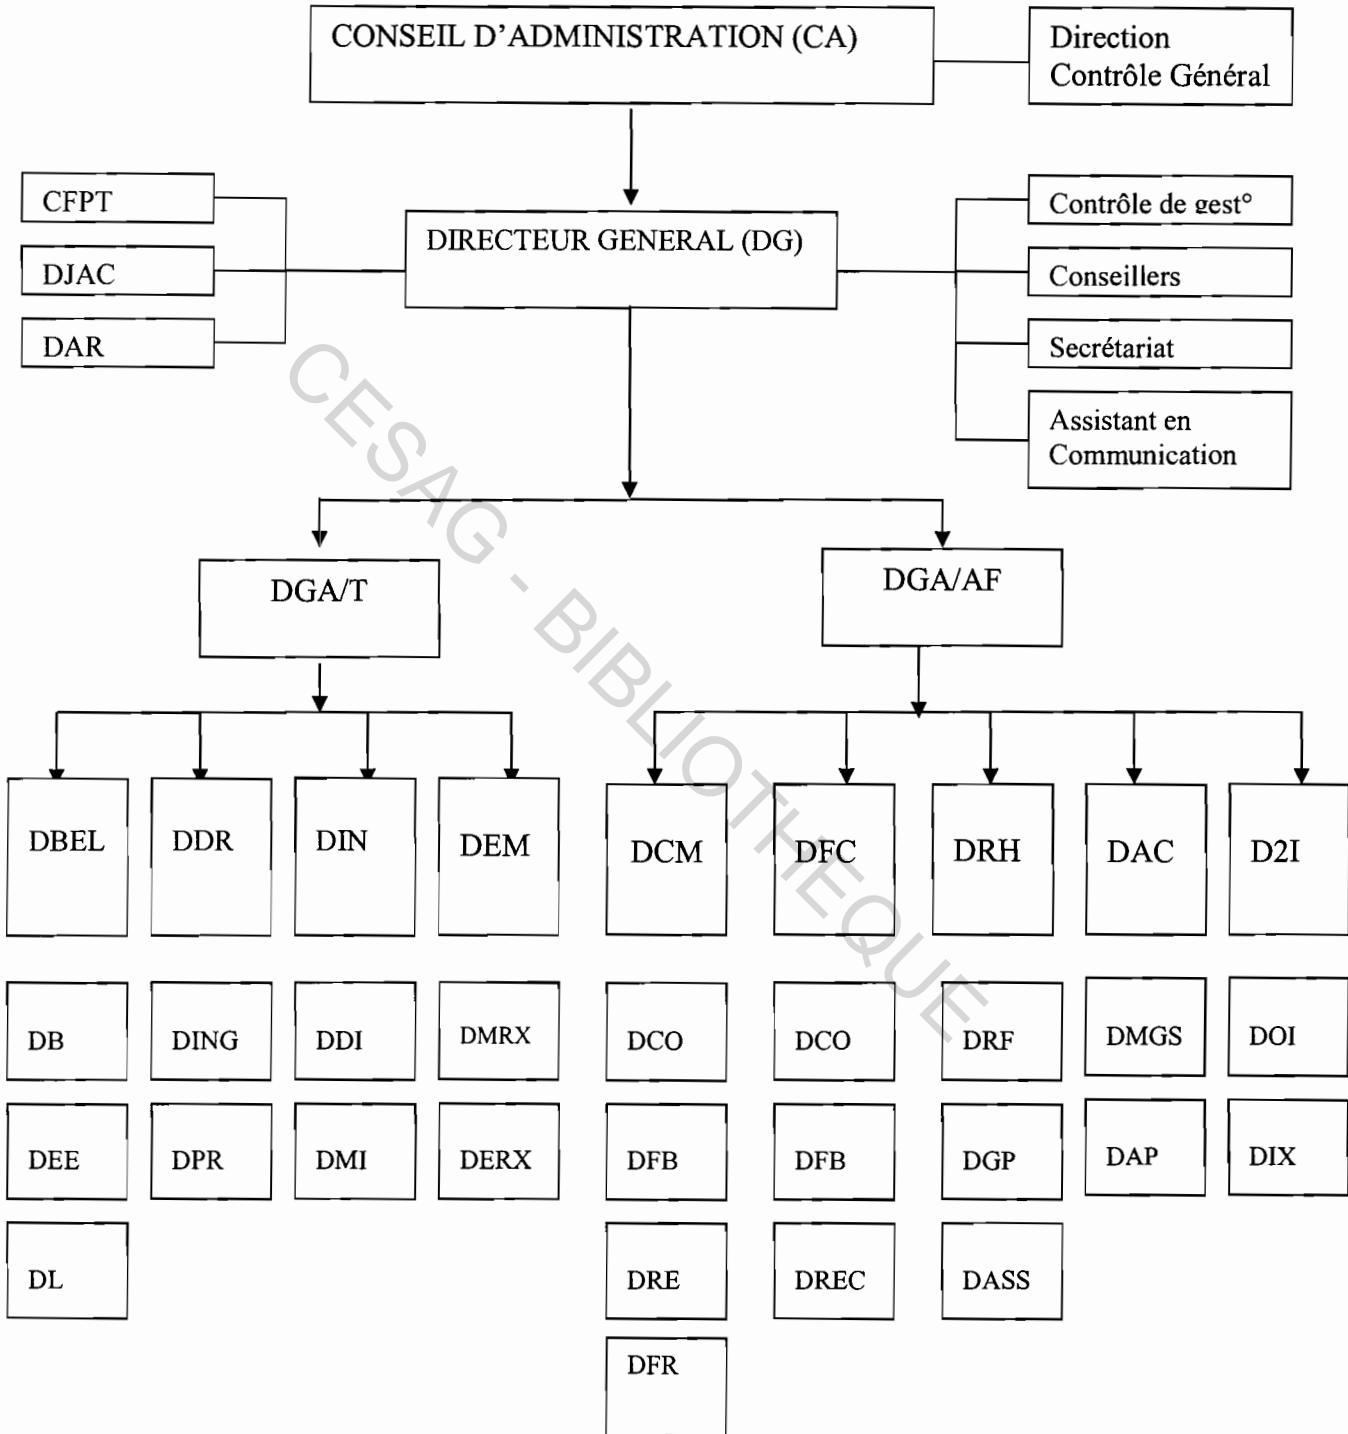 CONSEIL D'ADMINISTRATION (CA)
Direction
Contrôle Général
CFPT
DJAC
DAR
DIRECTEUR GENERAL (DG)
Contrôle de gest°
Conseillers
Secrétariat
Assistant en
Communication
CESAG - BIBLIOTHEQUE
DGA/T
DGA/AF
DBEL
DDR
DIN
DEM
DCM
DFC
DRH
DAC
D2I
DB
DING
DDI
DMRX
DCO
DCO
DRF
DMGS
DOI
DEE
DPR
DMI
DERX
DFB
DFB
DGP
DAP
DIX
DL
DRE
DREC
DASS
DFR